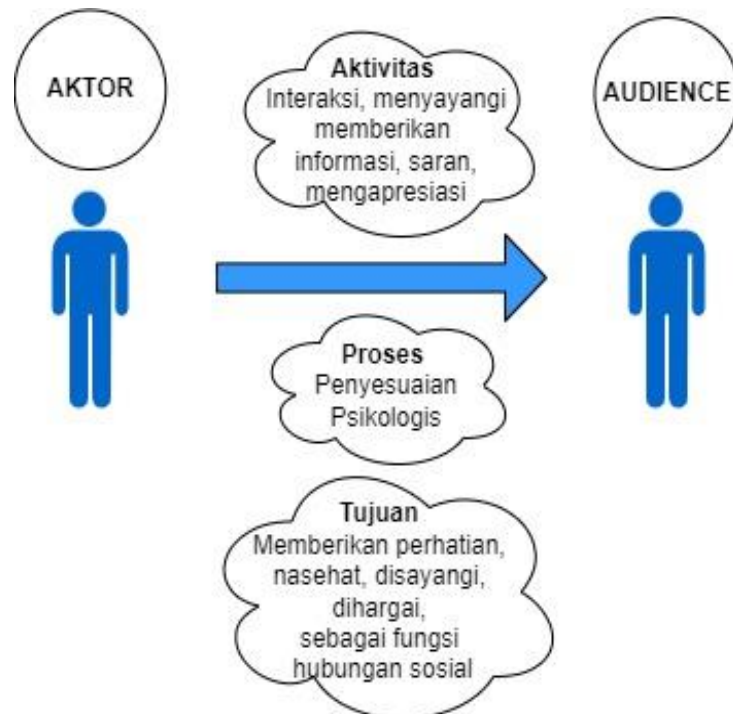 AKTOR
Aktivitas
Interaksi, menyayangi
memberikan
informasi, saran,
mengapresiasi
AUDIENCE
Proses
Penyesuaian
Psikologis
Tujuan
Memberikan perhatian,
nasehat, disayangi,
dihargai,
sebagai fungsi
hubungan sosial